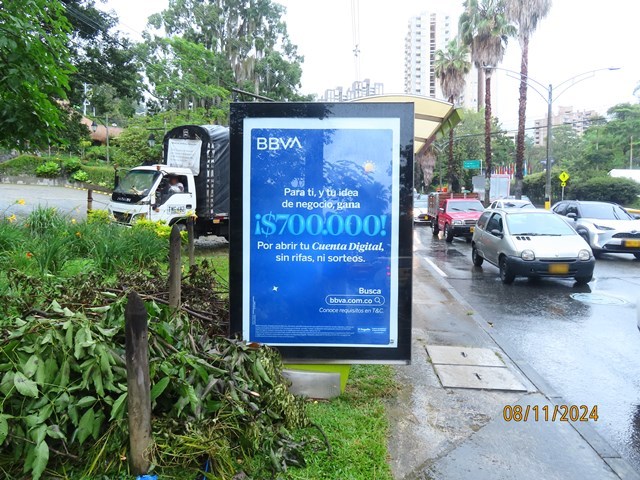 BBVA
Para ti, y tu idea
de negocio, gana
¡$700.000!
Por abrir tu Cuenta Digital,
sin rifas, ni sorteos.
Busca
bbva.com.co
Conoce requisitos en T&C.
08/11/2024